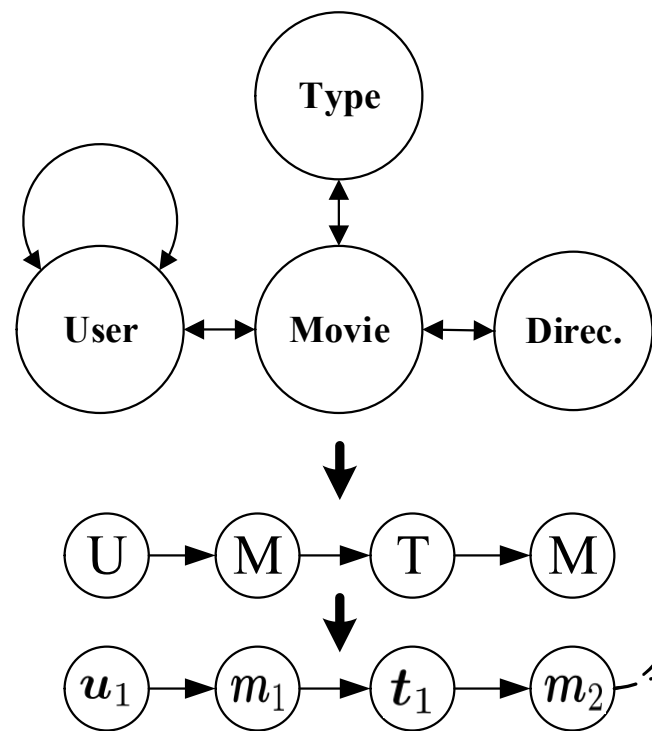 Type
User Movie Direc.
U M T M
u₁ m₁ t₁ m₂